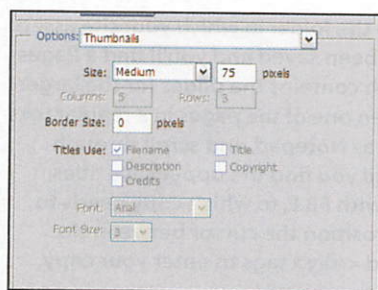 Options: Thumbnails
Size: Medium 75 pixels
Columns: 5 Rows: 3
Border Size: 0 pixels
Titles Use: Filename Title
Description Copyright
Credits
Font: Arial
Font Size: 3